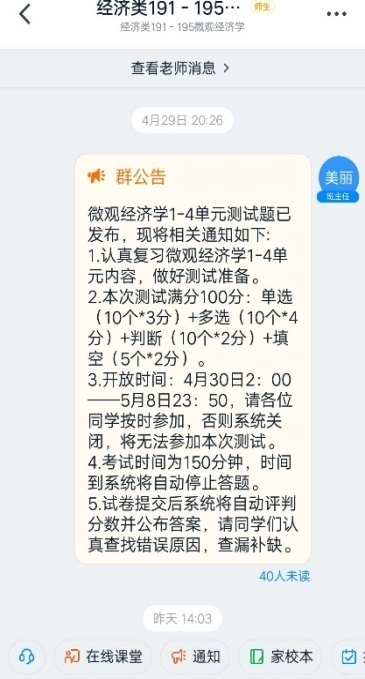 经济类191 - 195···
师生
经济类191 - 195微观经济学
查看老师消息
4月29日 20:26
群公告
美丽
班主任
微观经济学1-4单元测试题已
发布，现将相关通知如下：
1.认真复习微观经济学1-4单
元内容，做好测试准备。
2.本次测试满分100分：单选
（10个*3分）+多选（10个*4
分）+判断（10个*2分）+填
空（5个*2分）。
3.开放时间：4月30日2：00
——5月8日23：50，请各位
同学按时参加，否则系统关
闭，将无法参加本次测试。
4.考试时间为150分钟，时间
到系统将自动停止答题。
5.试卷提交后系统将自动评判
分数并公布答案，请同学们认
真查找错误原因，查漏补缺。
40人未读
昨天 14:03
在线课堂
通知
家校本